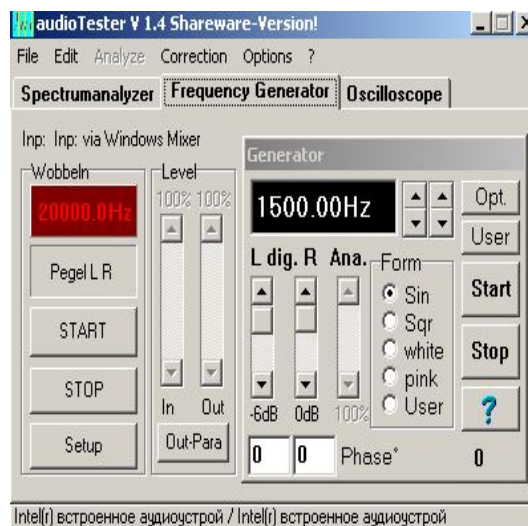 audioTester V 1.4 Shareware-Version!
File Edit Analyze Correction Options ?
Spectrumanalyzer Frequency Generator Oscilloscope
Inp: Inp: via Windows Mixer
Wobbeln
20000.0Hz
Pegel L R
START
STOP
Setup
Level
100% 100%
In Out
Out-Para
Generator
1500.00Hz
Opt.
User
L dig. R Ana.
-6dB 0dB 100%
Form
Sin
Sqr
white
pink
User
Start
Stop
?
0 0 Phase° 0
Intel(r) встроенное аудиоустрой / Intel(r) встроенное аудиоустрой